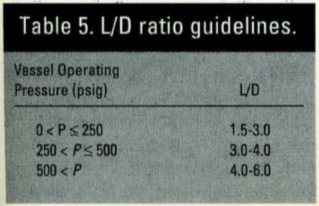 Table 5. L/D ratio guidelines.
Vessel Operating
Pressure (psig) L/D
0 < P ≤ 250 1.5-3.0
250 < P ≤ 500 3.0-4.0
500 < P 4.0-6.0